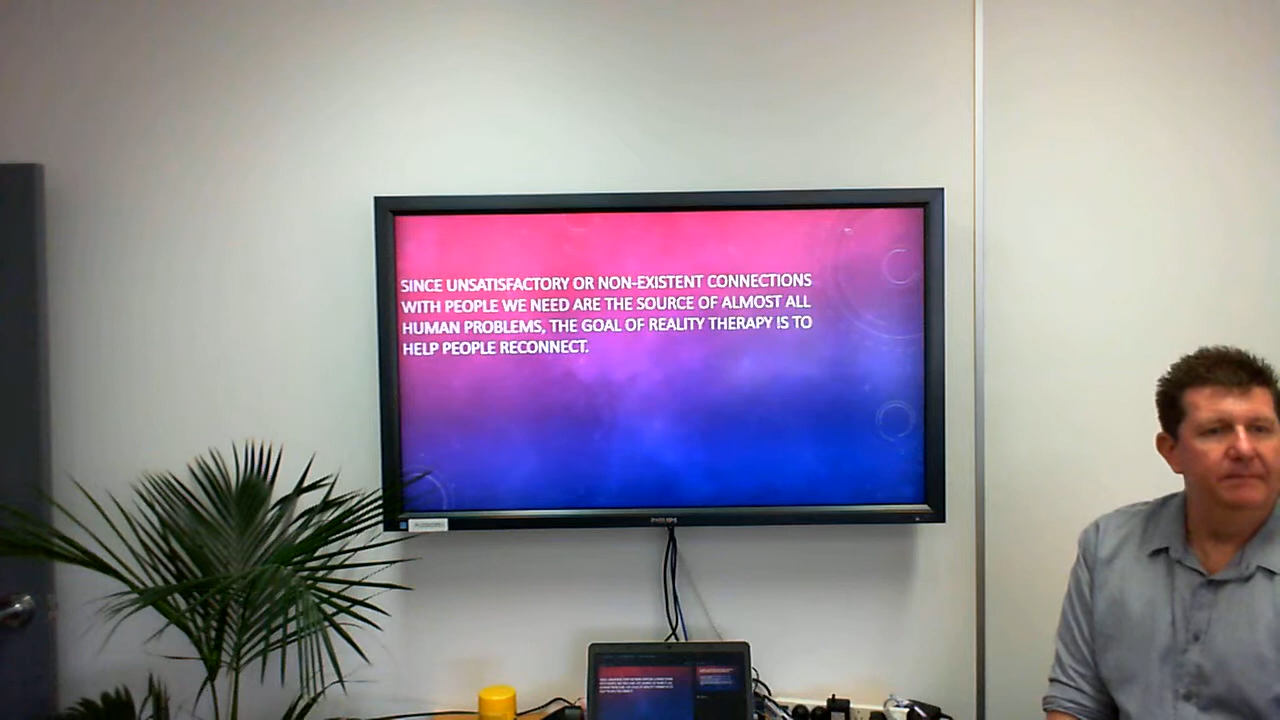 SINCE UNSATISFACTORY OR NON-EXISTENT CONNECTIONS
WITH PEOPLE WE NEED ARE THE SOURCE OF ALMOST ALL
HUMAN PROBLEMS, THE GOAL OF REALITY THERAPY IS TO
HELP PEOPLE RECONNECT.
PHILIPS